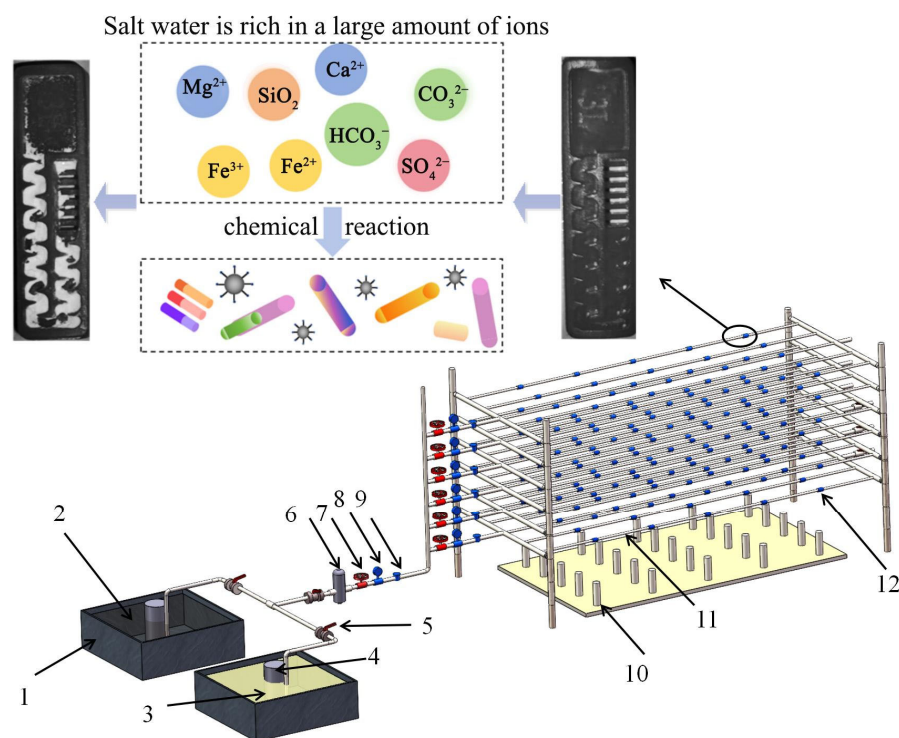 Salt water is rich in a large amount of ions
Mg²⁺
SiO₂
Ca²⁺
CO₃²⁻
HCO₃⁻
Fe³⁺
Fe²⁺
SO₄²⁻
chemical reaction
1
2
3
4
5
6
7
8
9
10
11
12